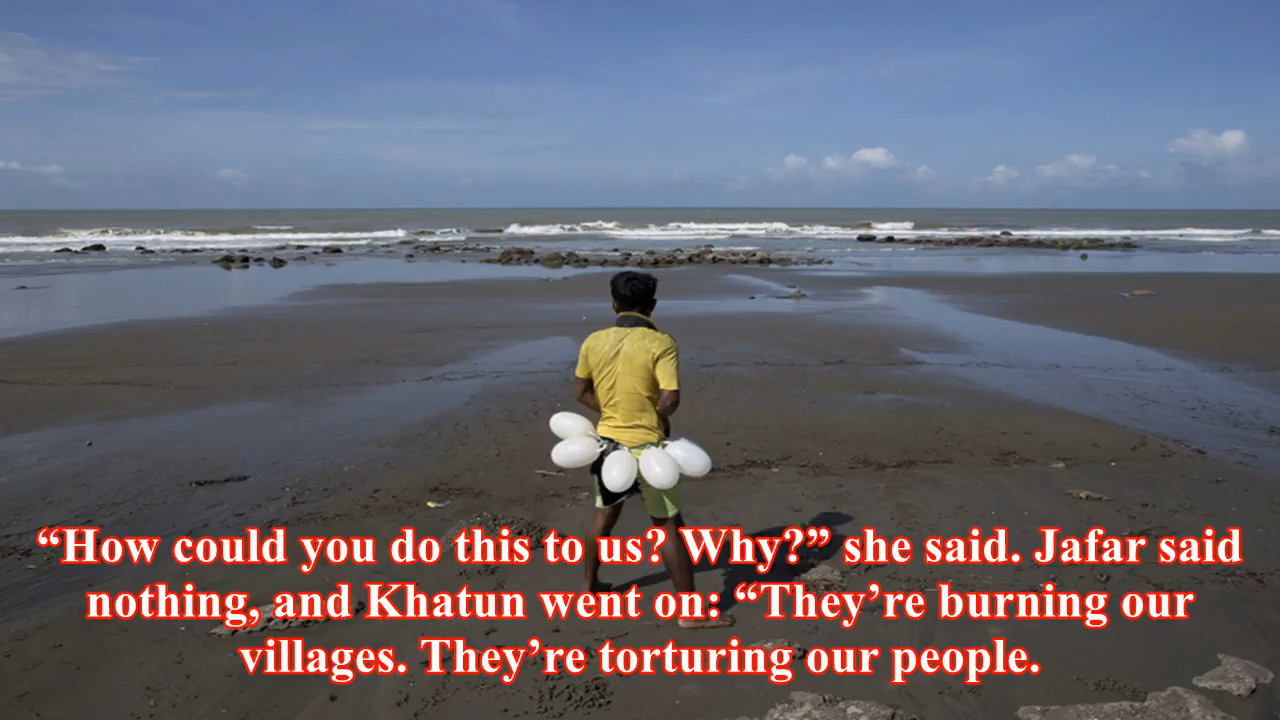 “How could you do this to us? Why?” she said. Jafar said
nothing, and Khatun went on: “They’re burning our
villages. They’re torturing our people.